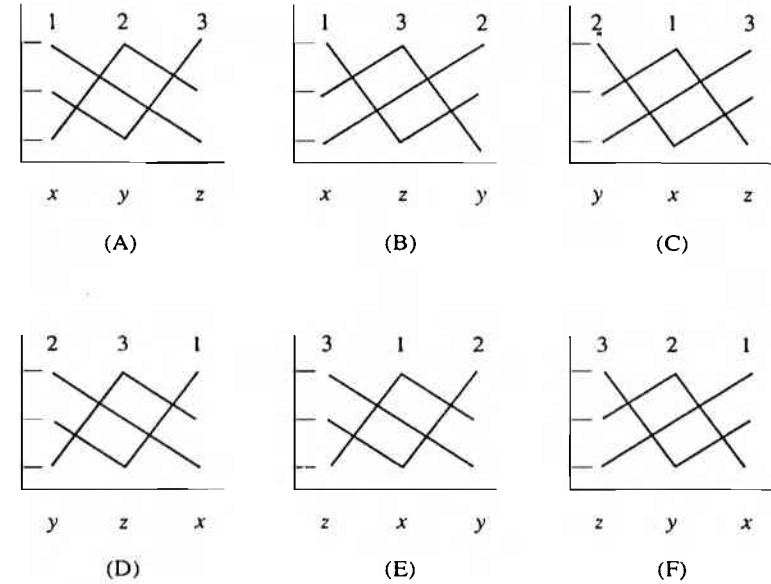 1 2 3 1 3 2 2 1 3
x y z x z y y x z
(A) (B) (C)
2 3 1 3 1 2 3 2 1
y z x z x y z y x
(D) (E) (F)